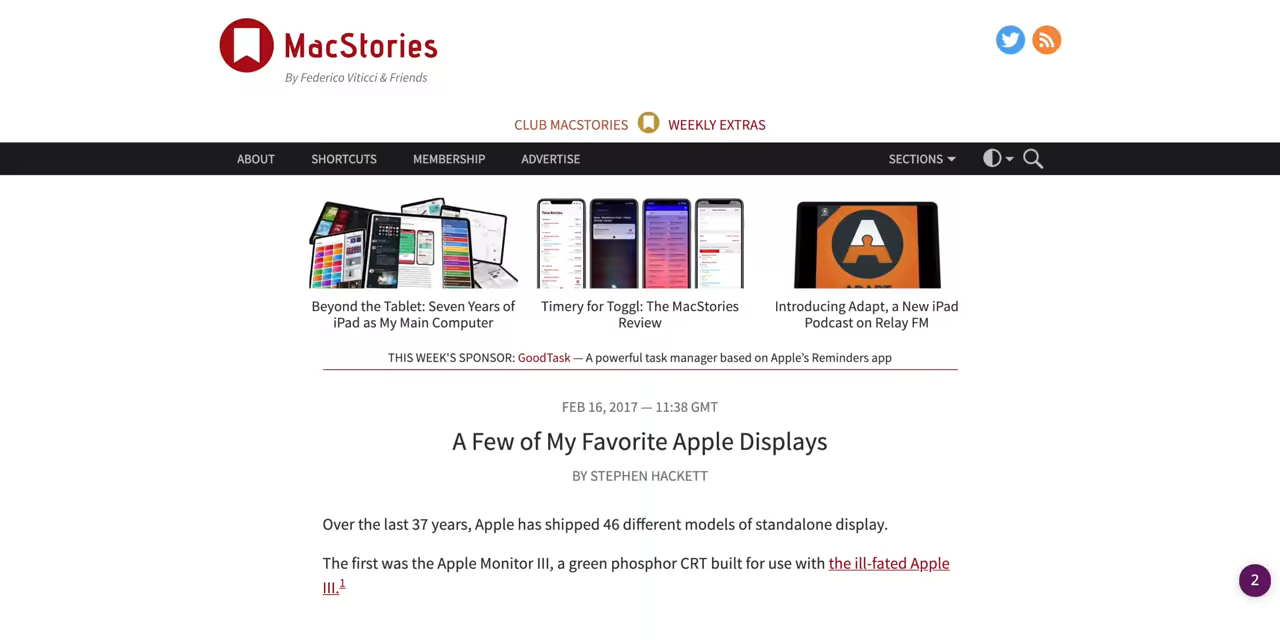 MacStories
By Federico Viticci & Friends
CLUB MACSTORIES WEEKLY EXTRAS
ABOUT SHORTCUTS MEMBERSHIP ADVERTISE SECTIONS
Beyond the Tablet: Seven Years of
iPad as My Main Computer
Timery for Toggl: The MacStories
Review
Introducing Adapt, a New iPad
Podcast on Relay FM
THIS WEEK'S SPONSOR: GoodTask — A powerful task manager based on Apple’s Reminders app
FEB 16, 2017 — 11:38 GMT
A Few of My Favorite Apple Displays
BY STEPHEN HACKETT
Over the last 37 years, Apple has shipped 46 different models of standalone display.
The first was the Apple Monitor III, a green phosphor CRT built for use with the ill-fated Apple
III.1
2